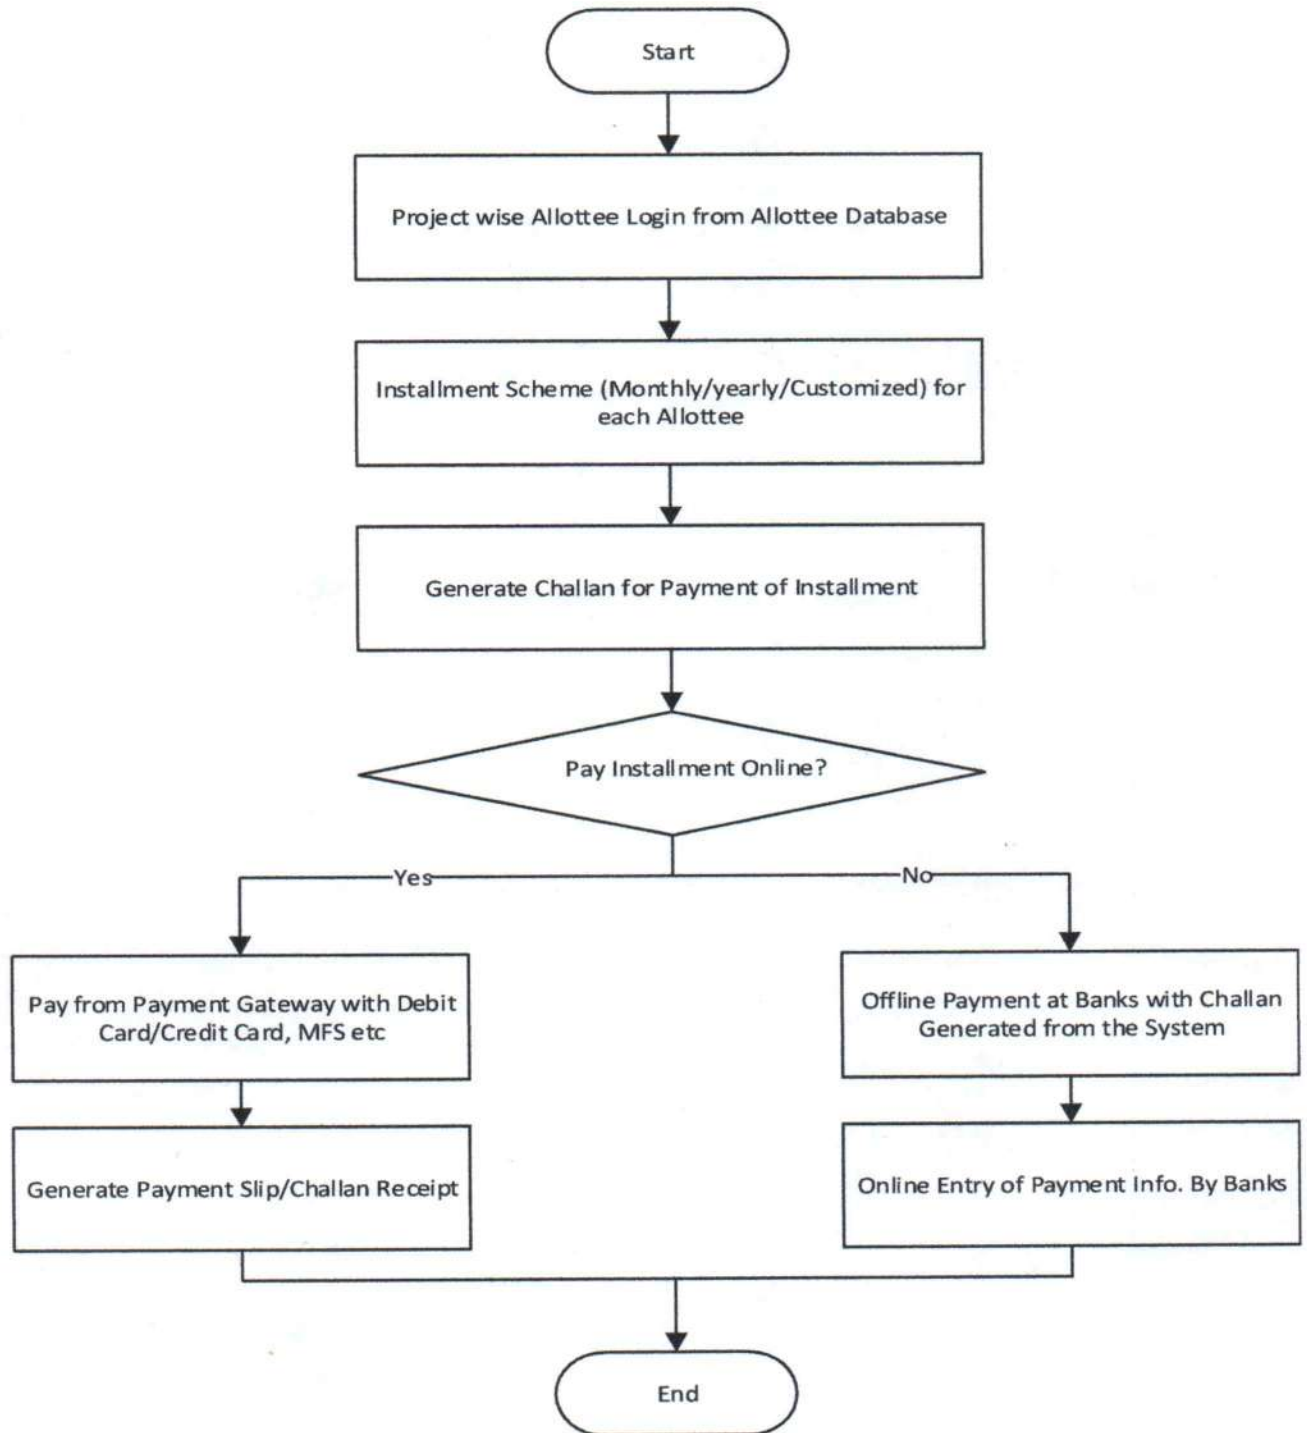 Start
Project wise Allottee Login from Allottee Database
Installment Scheme (Monthly/yearly/Customized) for
each Allottee
Generate Challan for Payment of Installment
Pay Installment Online?
Yes
No
Pay from Payment Gateway with Debit
Card/Credit Card, MFS etc
Offline Payment at Banks with Challan
Generated from the System
Generate Payment Slip/Challan Receipt
Online Entry of Payment Info. By Banks
End